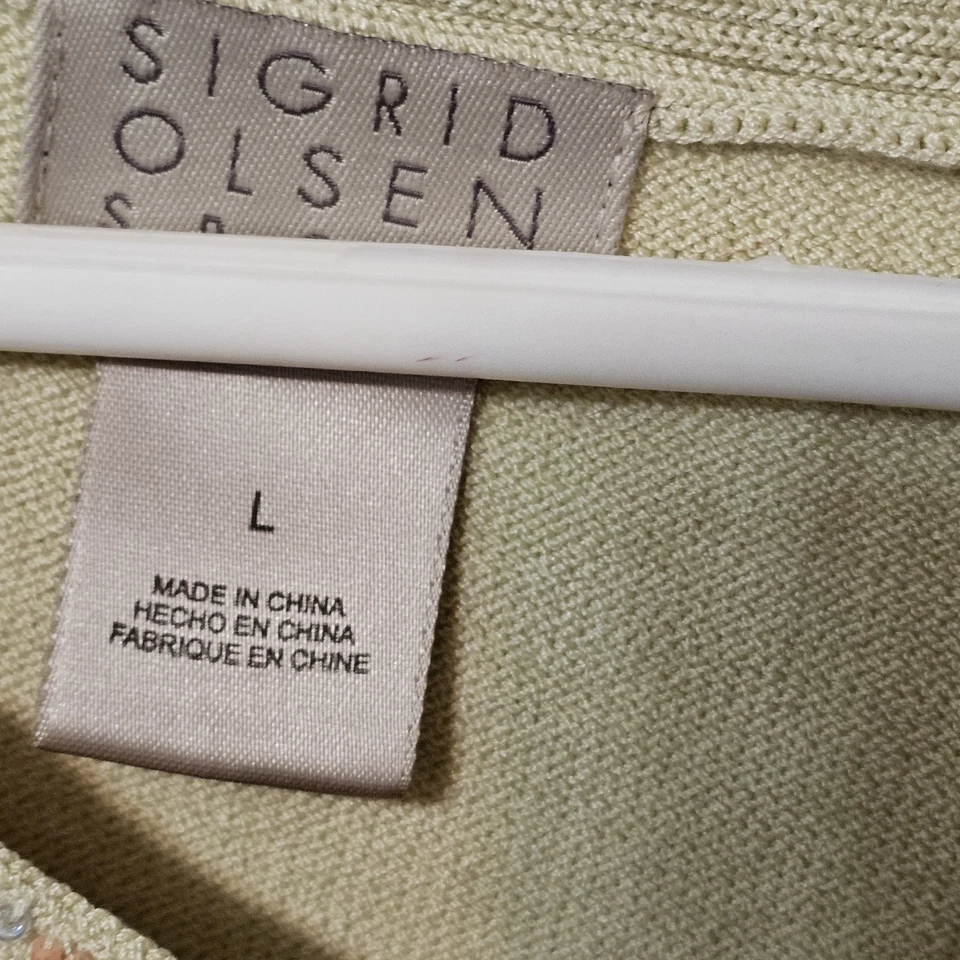 SIGRID
OLSEN
L
MADE IN CHINA
HECHO EN CHINA
FABRIQUE EN CHINE